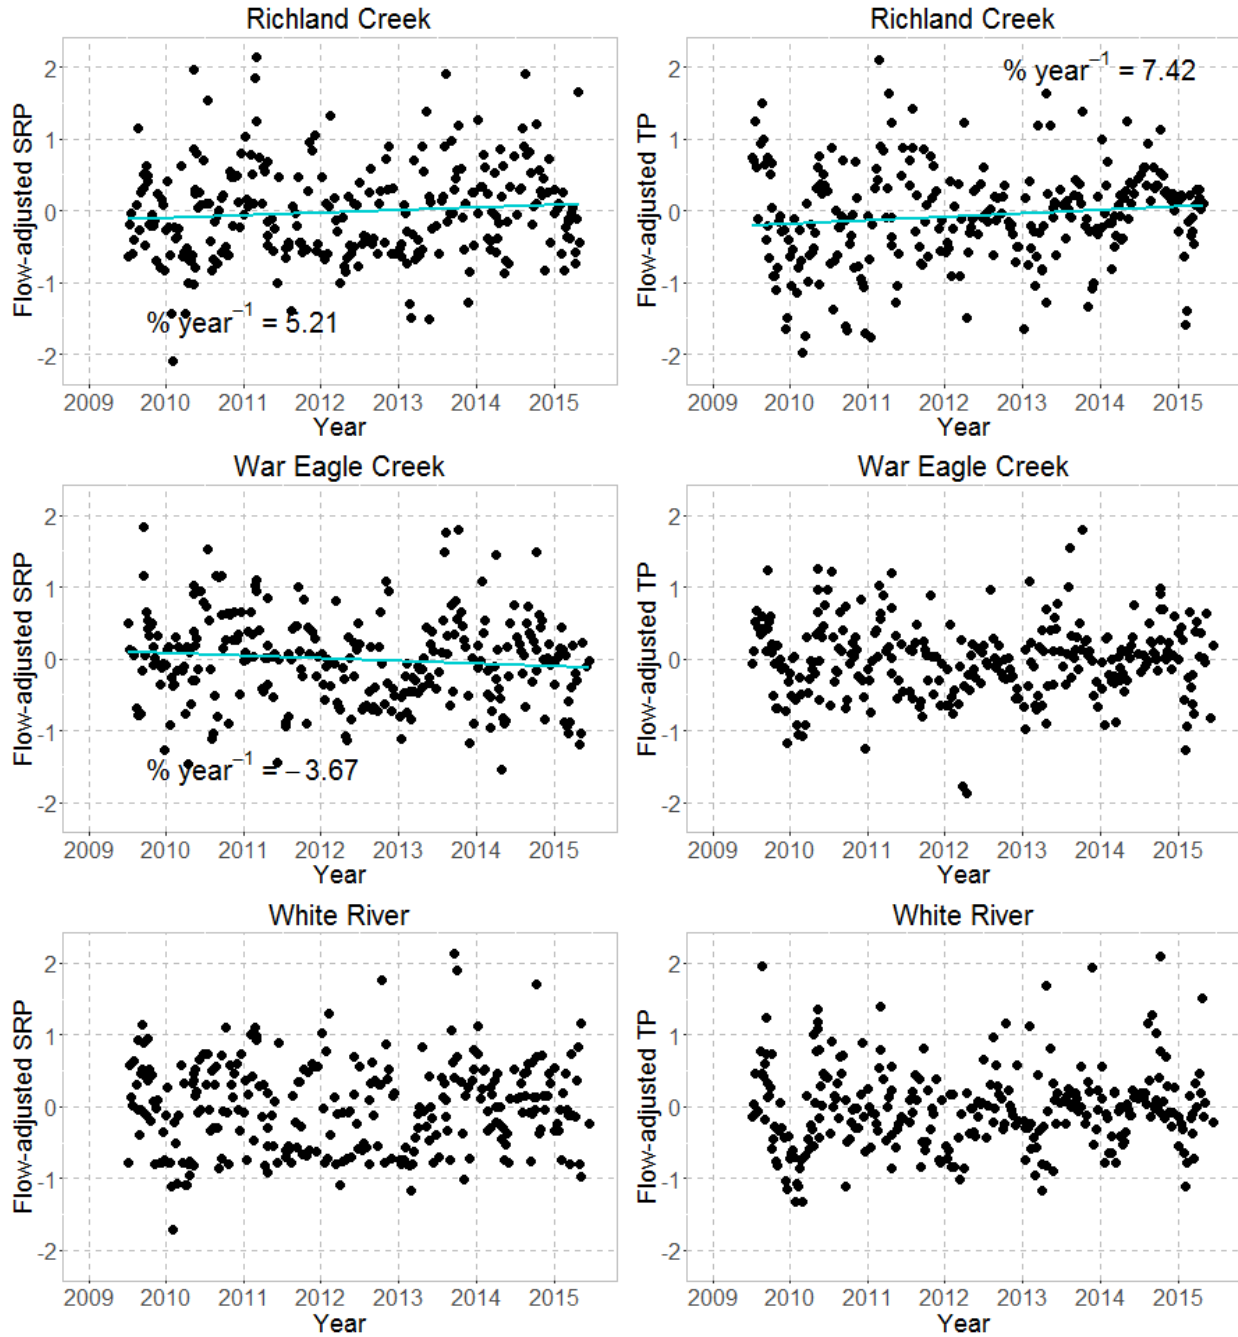 Richland Creek
Flow-adjusted SRP
2
1
0
-1
-2
% year⁻¹ = 5.21
2009 2010 2011 2012 2013 2014 2015
Year
Richland Creek
Flow-adjusted TP
2
1
0
-1
-2
% year⁻¹ = 7.42
2009 2010 2011 2012 2013 2014 2015
Year
War Eagle Creek
Flow-adjusted SRP
2
1
0
-1
-2
% year⁻¹ = −3.67
2009 2010 2011 2012 2013 2014 2015
Year
War Eagle Creek
Flow-adjusted TP
2
1
0
-1
-2
2009 2010 2011 2012 2013 2014 2015
Year
White River
Flow-adjusted SRP
2
1
0
-1
-2
2009 2010 2011 2012 2013 2014 2015
Year
White River
Flow-adjusted TP
2
1
0
-1
-2
2009 2010 2011 2012 2013 2014 2015
Year